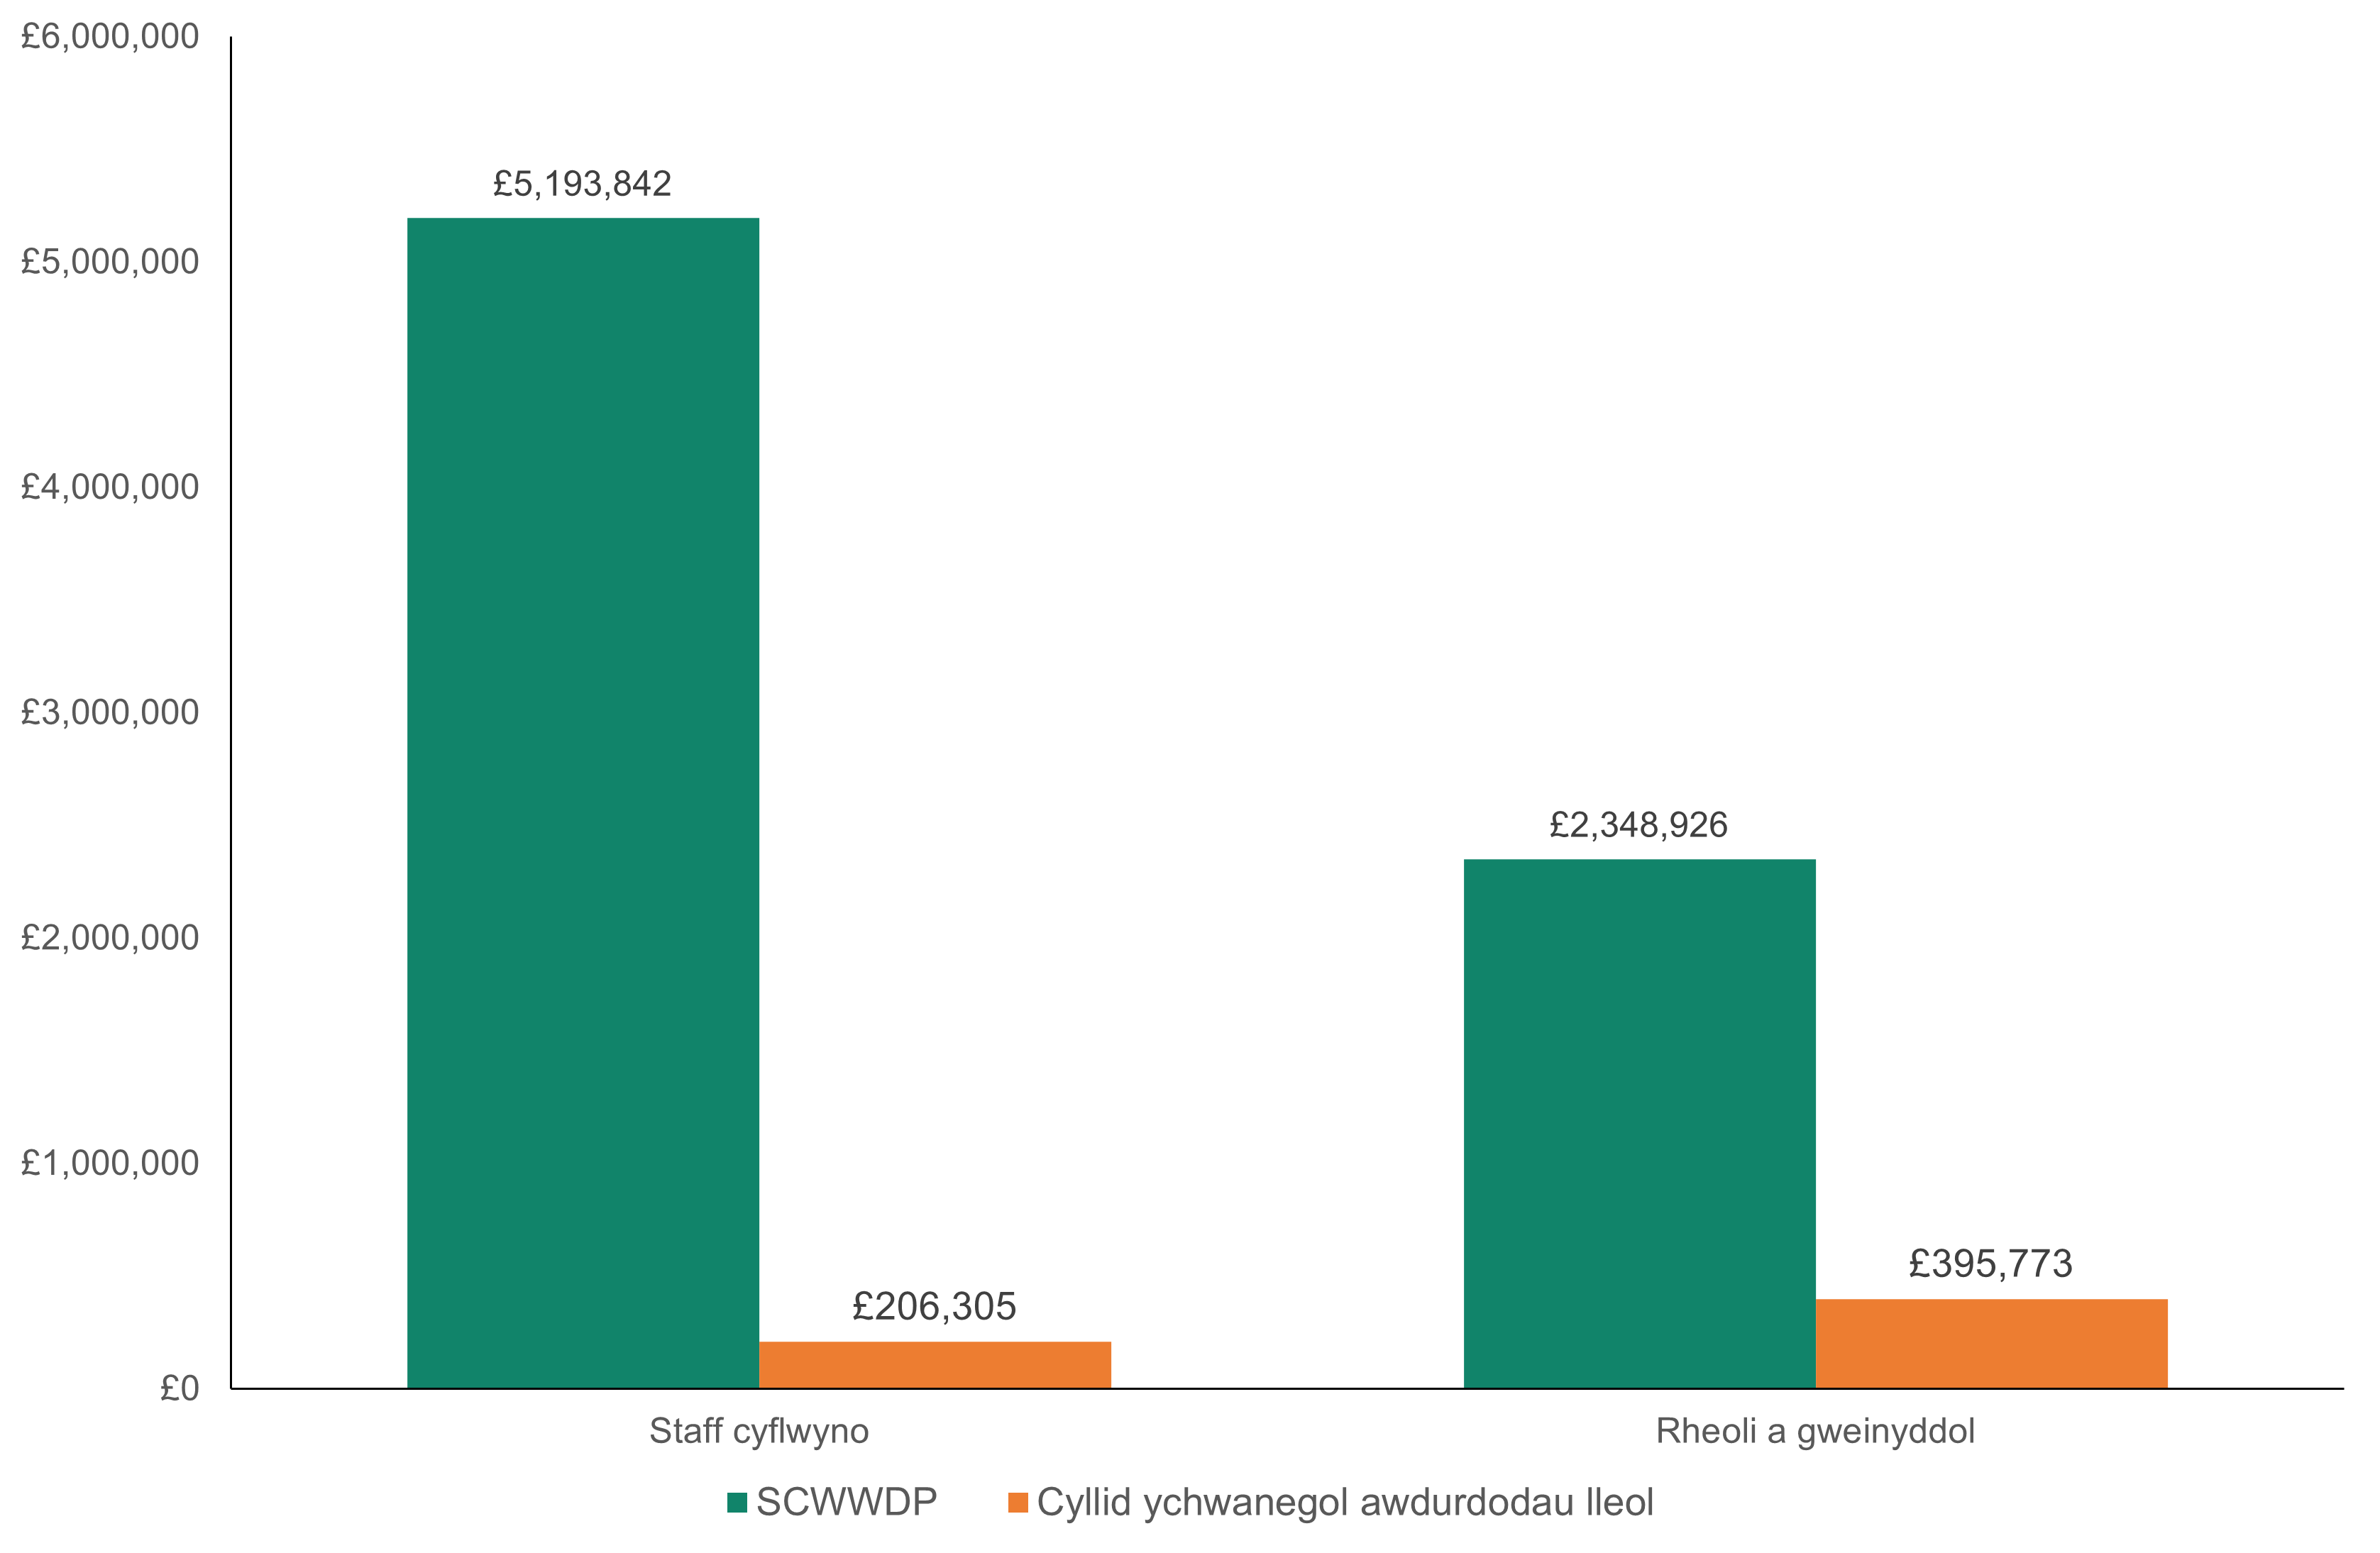 £6,000,000
£5,000,000
£4,000,000
£3,000,000
£2,000,000
£1,000,000
£0
£5,193,842
£206,305
£2,348,926
£395,773
Staff cyflwyno
Rheoli a gweinyddol
SCWWDP
Cyllid ychwanegol awdurdodau lleol